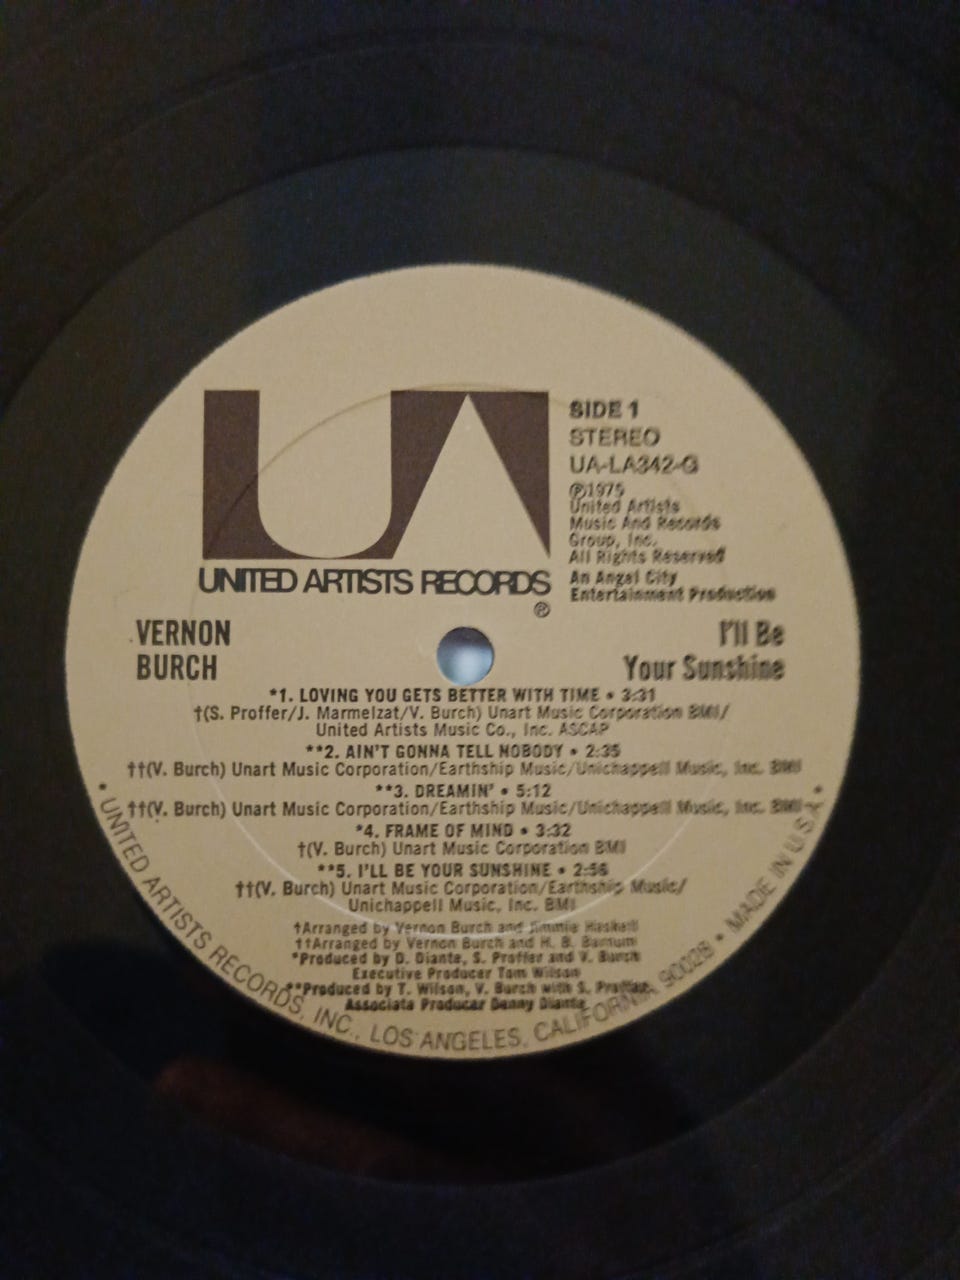 UA
UNITED ARTISTS RECORDS
®
SIDE 1
STEREO
UA-LA342-G
℗1975
United Artists
Music And Records
Group, Inc.
All Rights Reserved
An Angel City
Entertainment Production
VERNON
BURCH
I'll Be
Your Sunshine
*1. LOVING YOU GETS BETTER WITH TIME • 3:31
†(S. Proffer/J. Marmelzat/V. Burch) Unart Music Corporation BMI/
United Artists Music Co., Inc. ASCAP
**2. AIN'T GONNA TELL NOBODY • 2:35
††(V. Burch) Unart Music Corporation/Earthship Music/Unichappell Music, Inc. BMI
**3. DREAMIN' • 5:12
††(V. Burch) Unart Music Corporation/Earthship Music/Unichappell Music, Inc. BMI
*4. FRAME OF MIND • 3:32
†(V. Burch) Unart Music Corporation BMI
**5. I'LL BE YOUR SUNSHINE • 2:56
††(V. Burch) Unart Music Corporation/Earthship Music/
Unichappell Music, Inc. BMI
†Arranged by Vernon Burch and Jimmie Haskell
††Arranged by Vernon Burch and H. B. Barnum
*Produced by D. Diante, S. Proffer and V. Burch
Executive Producer Tom Wilson
**Produced by T. Wilson, V. Burch with S. Proffer,
Associate Producer Denny Diante
• UNITED ARTISTS RECORDS, INC., LOS ANGELES, CALIFORNIA 90028 • MADE IN U.S.A. •